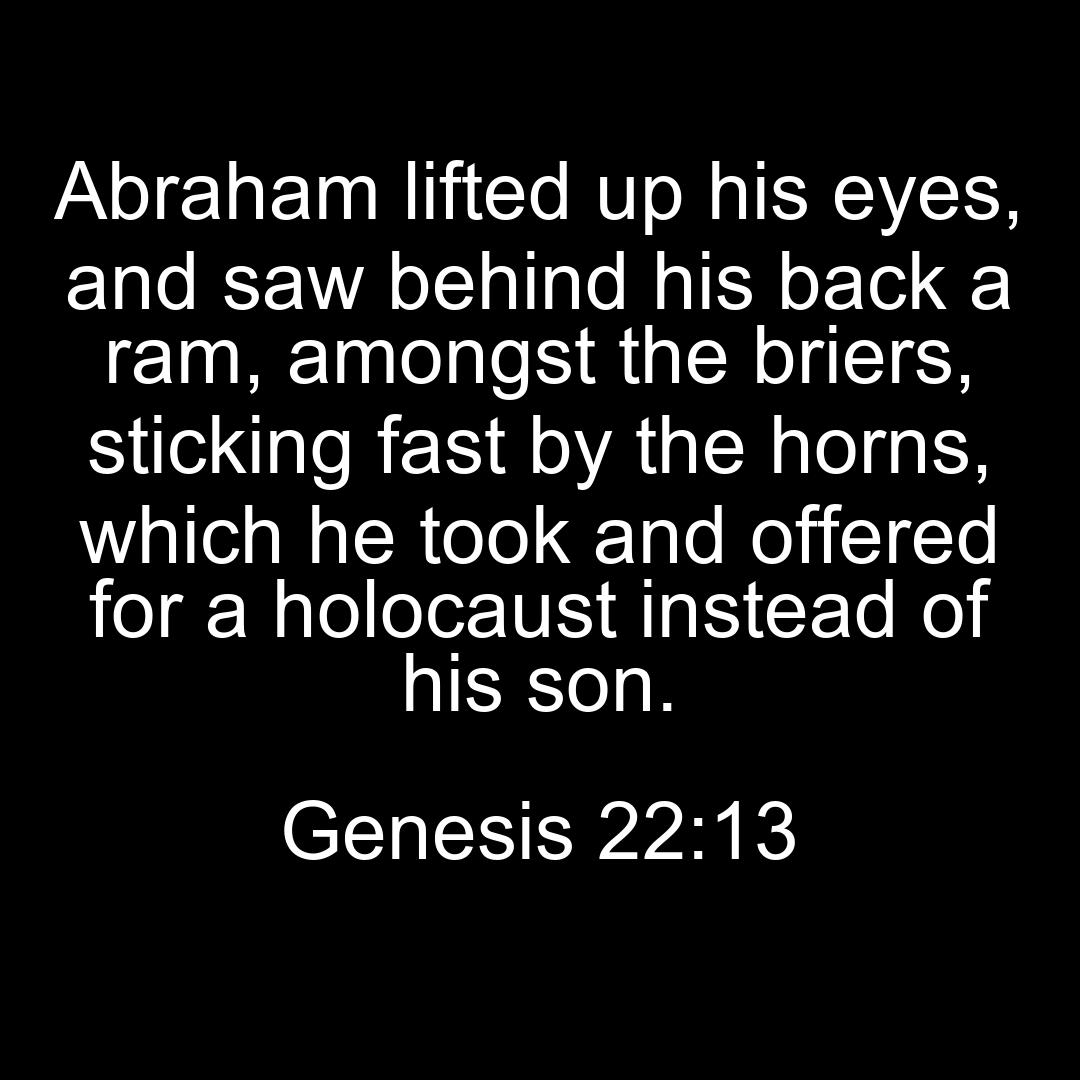 Abraham lifted up his eyes,
and saw behind his back a
ram, amongst the briers,
sticking fast by the horns,
which he took and offered
for a holocaust instead of
his son.
Genesis 22:13